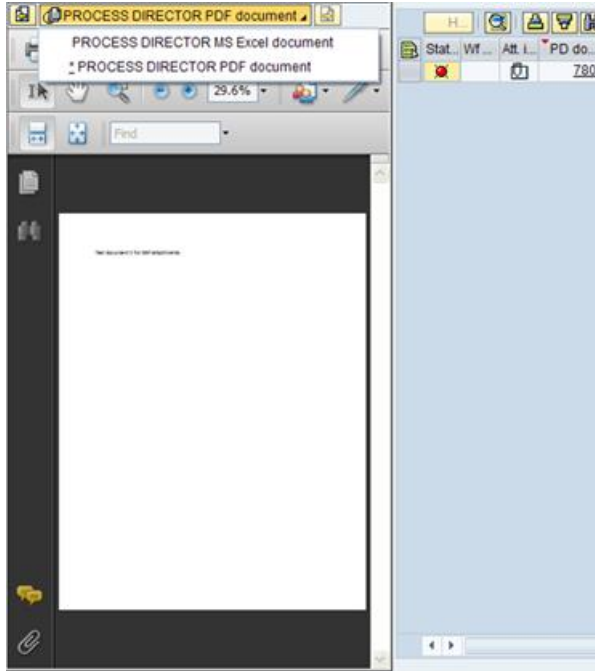 PROCESS DIRECTOR PDF document
PROCESS DIRECTOR MS Excel document
* PROCESS DIRECTOR PDF document
29.6%
Find
H...
Stat... Wf ... Att. i... PD do...
780